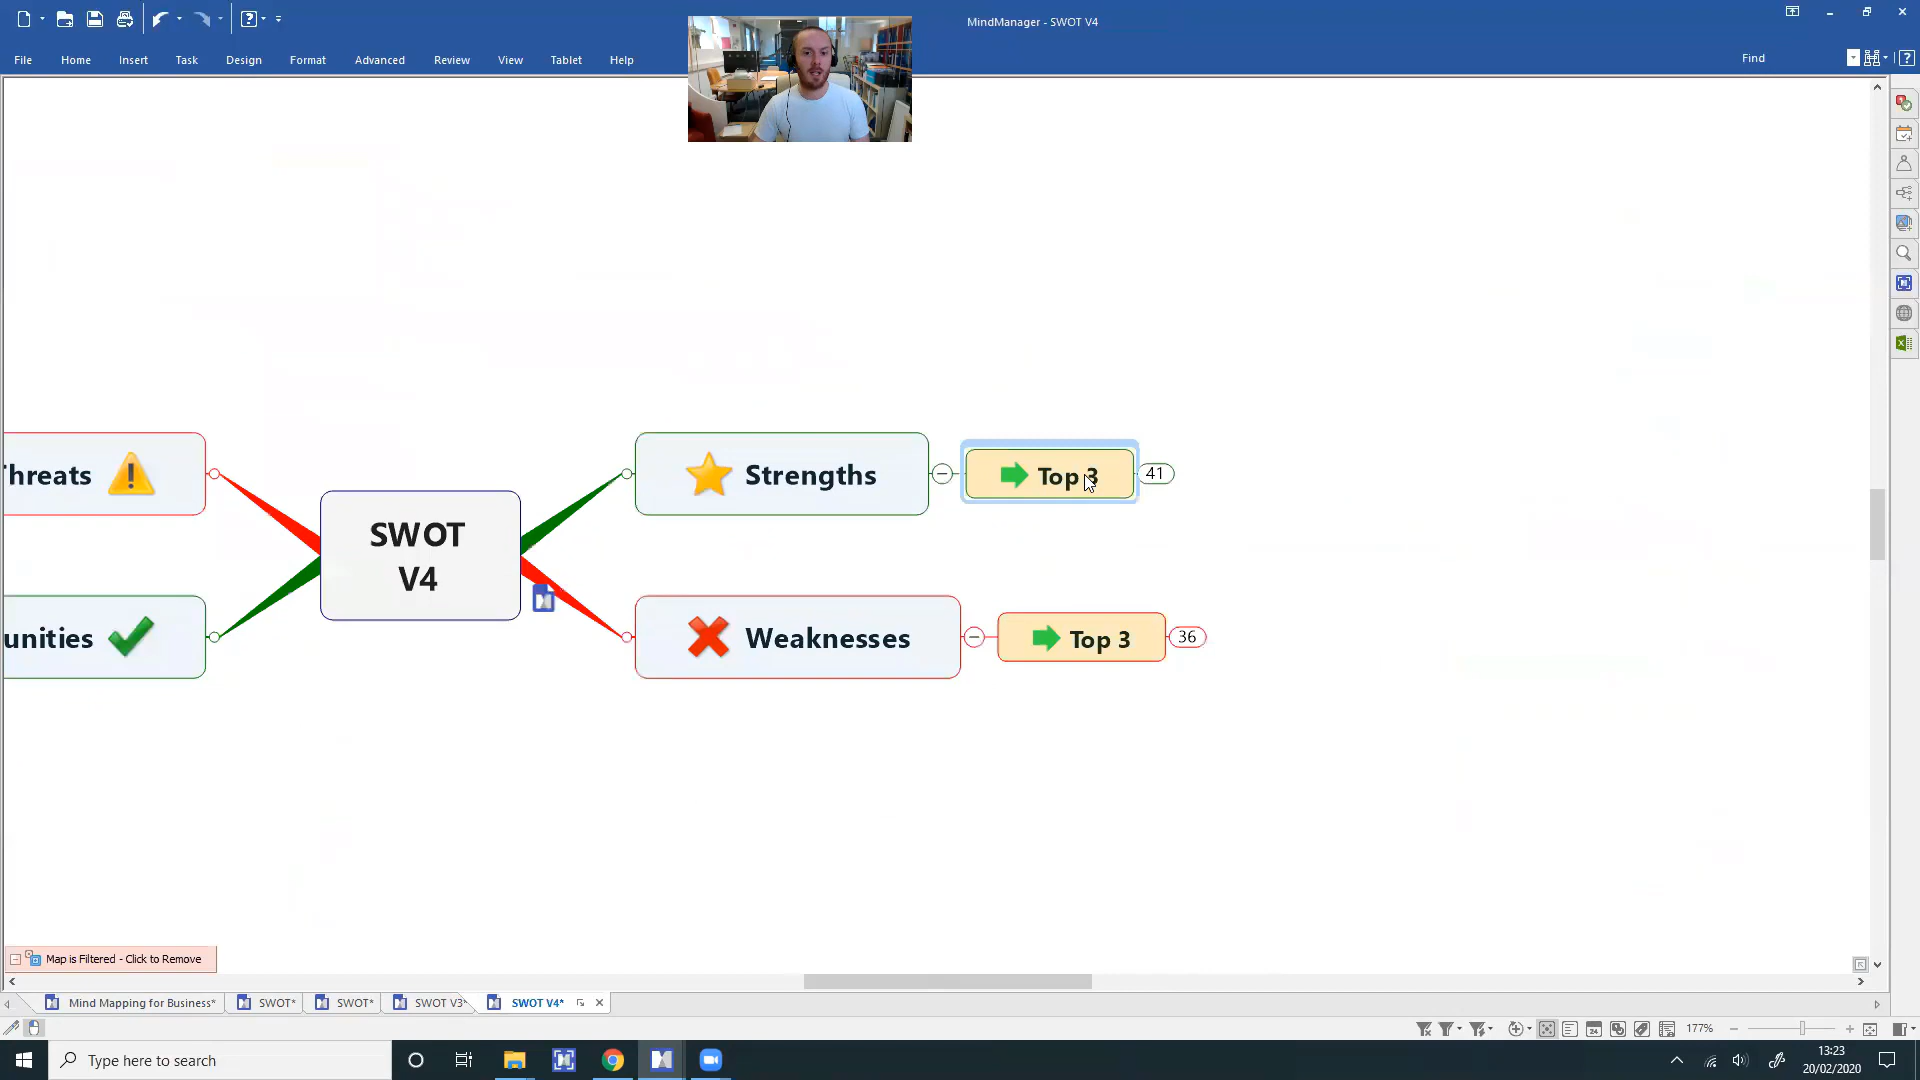 MindManager - SWOT V4
File Home Insert Task Design Format Advanced Review View Tablet Help
Find
hreats
Strengths
Top 3
41
SWOT
V4
unities
Weaknesses
Top 3
36
Map is Filtered - Click to Remove
Mind Mapping for Business* SWOT* SWOT* SWOT V3* SWOT V4*
177%
Type here to search
13:23
20/02/2020